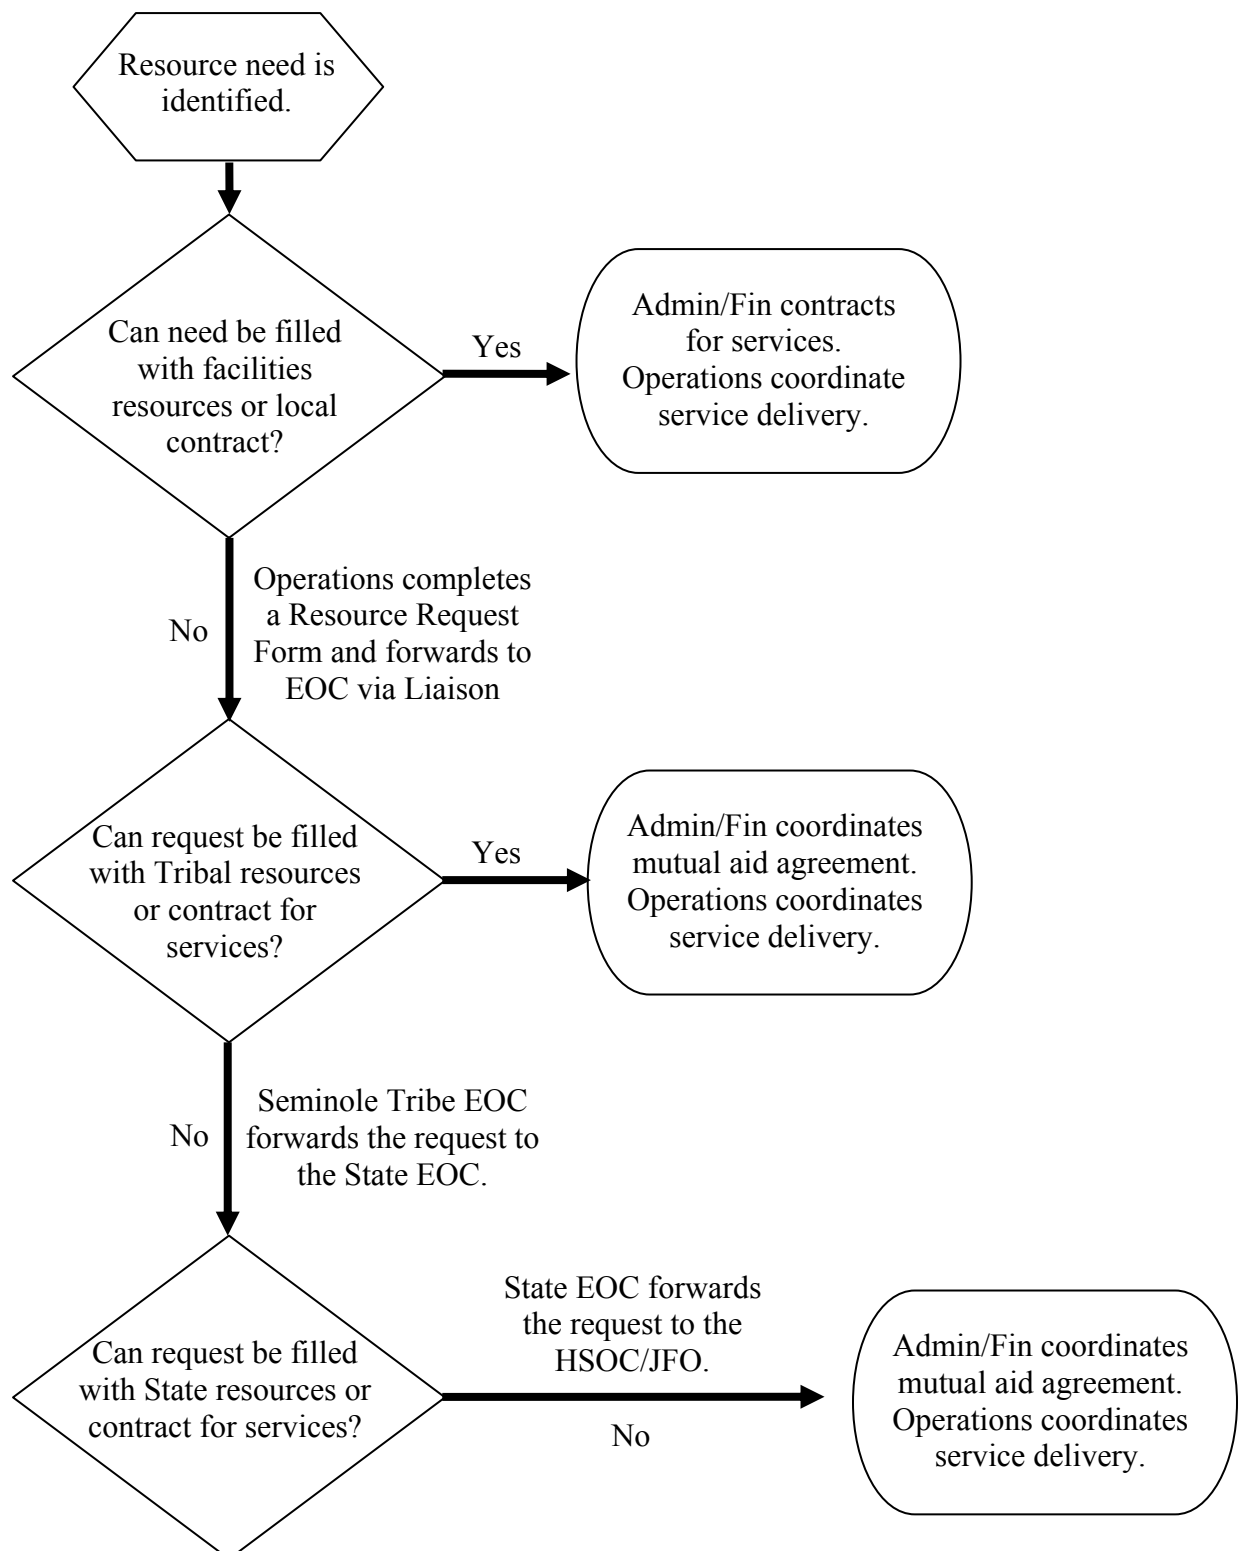 Resource need is
identified.
Can need be filled
with facilities
resources or local
contract?
Yes
Admin/Fin contracts
for services.
Operations coordinate
service delivery.
No
Operations completes
a Resource Request
Form and forwards to
EOC via Liaison
Can request be filled
with Tribal resources
or contract for
services?
Yes
Admin/Fin coordinates
mutual aid agreement.
Operations coordinates
service delivery.
No
Seminole Tribe EOC
forwards the request to
the State EOC.
Can request be filled
with State resources or
contract for services?
State EOC forwards
the request to the
HSOC/JFO.
No
Admin/Fin coordinates
mutual aid agreement.
Operations coordinates
service delivery.